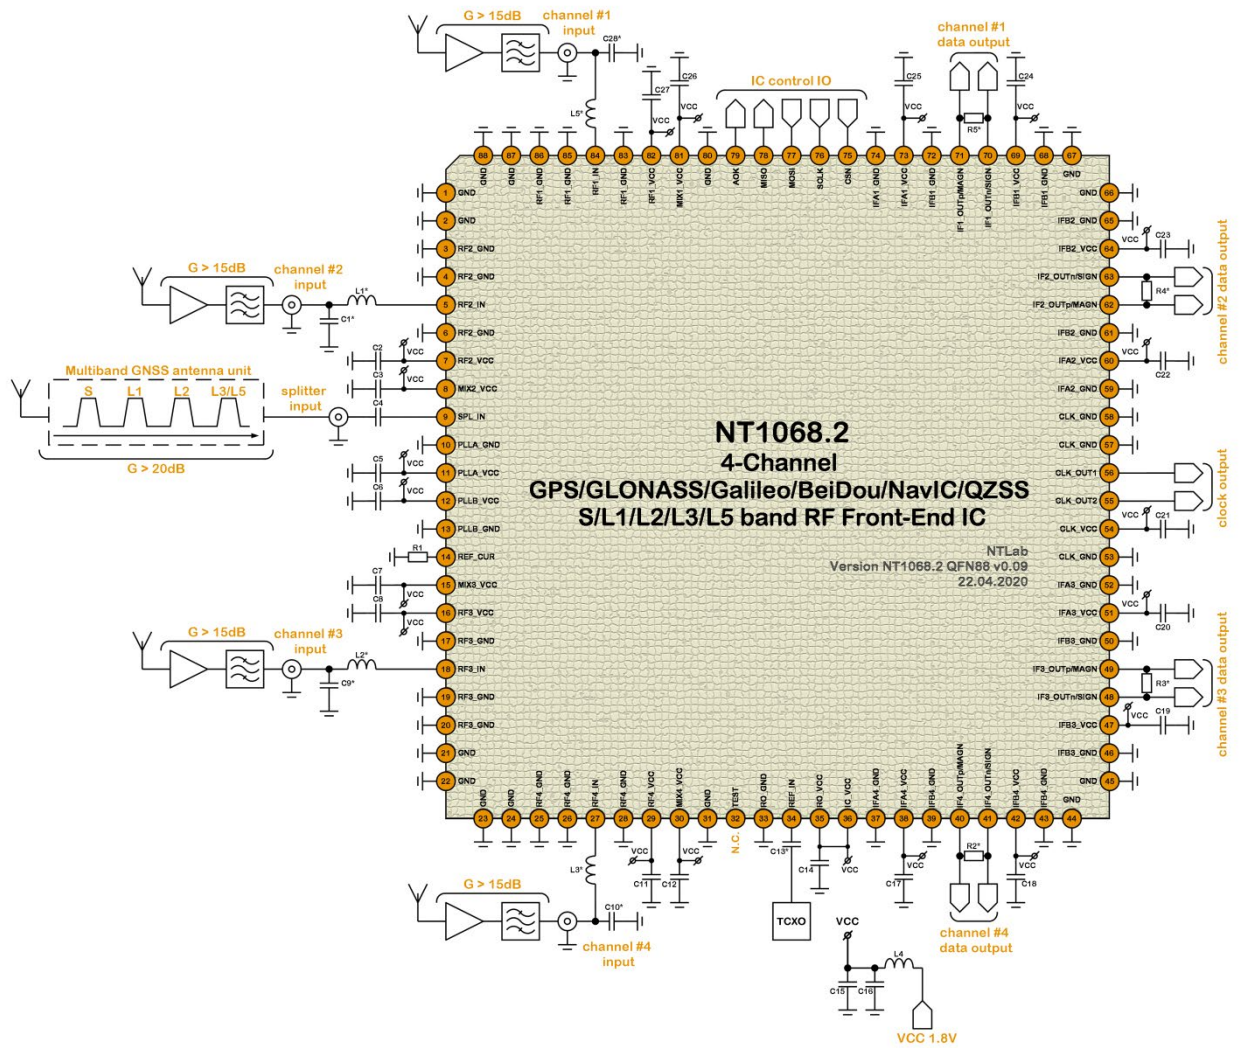 G > 15dB
channel #1
input
C28*
L5*
C27
C26
VCC
VCC
IC control IO
C25
VCC
channel #1
data output
R5*
C24
VCC
88
87
86
85
84
83
82
81
80
79
78
77
76
75
74
73
72
71
70
69
68
67
GND
GND
RF1_GND
RF1_GND
RF1_IN
RF1_GND
RF1_VCC
MIX1_VCC
GND
AOK
MISO
MOSI
SCLK
CSN
IFA1_GND
IFA1_VCC
IFB1_GND
IF1_OUTp/MAGN
IF1_OUTn/SIGN
IFB1_VCC
IFB1_GND
GND
1 GND
2 GND
3 RF2_GND
4 RF2_GND
G > 15dB
channel #2
input
L1*
C1*
5 RF2_IN
6 RF2_GND
C2
VCC
7 RF2_VCC
C3
VCC
8 MIX2_VCC
Multiband GNSS antenna unit
S L1 L2 L3/L5
G > 20dB
splitter
input
C4
9 SPL_IN
10 PLLA_GND
C5
VCC
11 PLLA_VCC
C6
VCC
12 PLLB_VCC
13 PLLB_GND
R1
14 REF_CUR
C7
VCC
15 MIX3_VCC
C8
VCC
16 RF3_VCC
17 RF3_GND
G > 15dB
channel #3
input
L2*
C9*
18 RF3_IN
19 RF3_GND
20 RF3_GND
21 GND
22 GND
NT1068.2
4-Channel
GPS/GLONASS/Galileo/BeiDou/NavIC/QZSS
S/L1/L2/L3/L5 band RF Front-End IC
NTLab
Version NT1068.2 QFN88 v0.09
22.04.2020
GND 66
IFB2_GND 65
IFB2_VCC 64
VCC
C23
IF2_OUTn/SIGN 63
R4*
IF2_OUTp/MAGN 62
channel #2 data output
IFB2_GND 61
IFA2_VCC 60
VCC
C22
IFA2_GND 59
CLK_GND 58
CLK_GND 57
CLK_OUT1 56
CLK_OUT2 55
clock output
CLK_VCC 54
VCC
C21
CLK_GND 53
IFA3_GND 52
IFA3_VCC 51
VCC
C20
IFB3_GND 50
IF3_OUTp/MAGN 49
R3*
IF3_OUTn/SIGN 48
channel #3 data output
IFB3_VCC 47
VCC
C19
IFB3_GND 46
GND 45
GND
GND
RF4_GND
RF4_GND
RF4_IN
RF4_GND
RF4_VCC
MIX4_VCC
GND
TEST
RO_GND
REF_IN
RO_VCC
IC_VCC
IFA4_GND
IFA4_VCC
IFB4_GND
IF4_OUTp/MAGN
IF4_OUTn/SIGN
IFB4_VCC
IFB4_GND
GND
23
24
25
26
27
28
29
30
31
32
33
34
35
36
37
38
39
40
41
42
43
44
N.C.
G > 15dB
L3*
C10*
channel #4
input
VCC
C11
VCC
C12
C13*
TCXO
C14
VCC
VCC
C17
R2*
channel #4
data output
VCC
C18
VCC
L4
C15
C16
VCC 1.8V